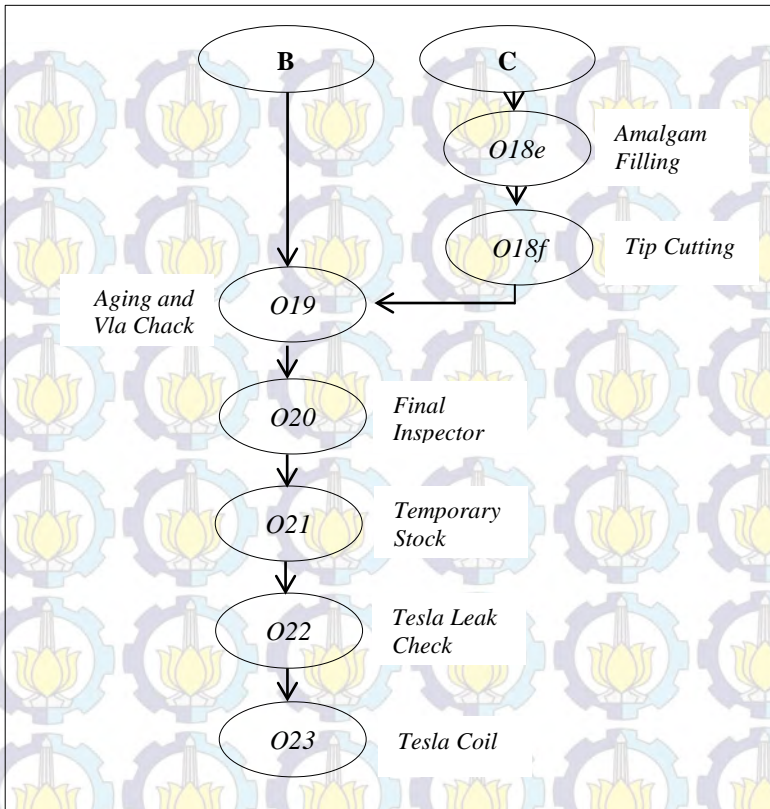 B
C
O18e
Amalgam
Filling
O18f
Tip Cutting
Aging and
Vla Chack
O19
O20
Final
Inspector
O21
Temporary
Stock
O22
Tesla Leak
Check
O23
Tesla Coil